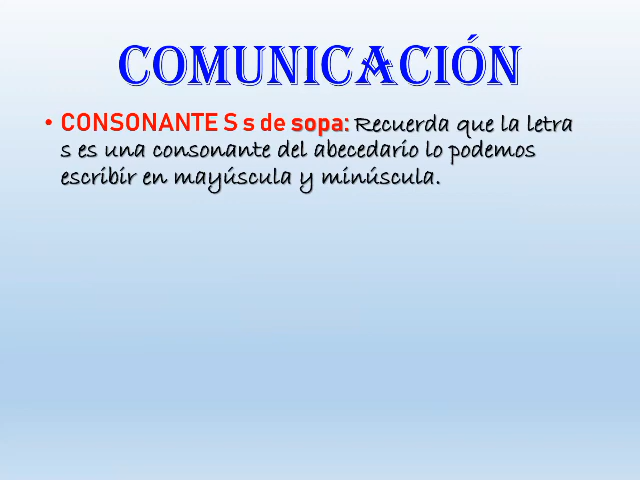 COMUNICACIÓN
• CONSONANTE S s de sopa: Recuerda que la letra
s es una consonante del abecedario lo podemos
escribir en mayúscula y minúscula.